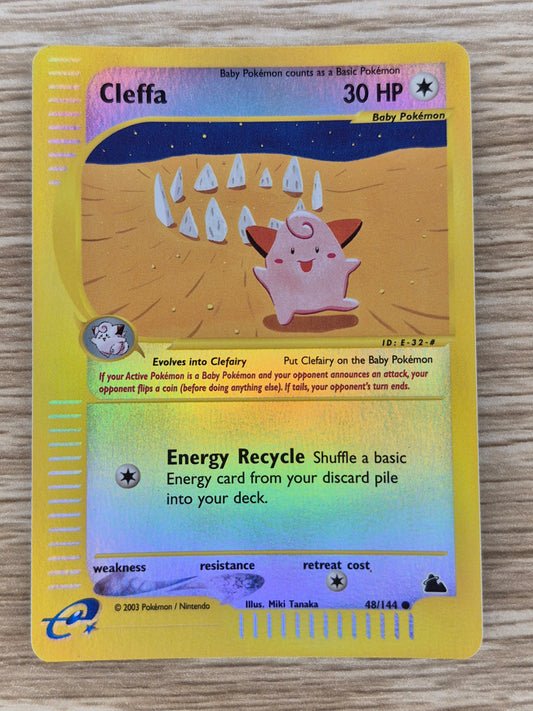 Baby Pokémon counts as a Basic Pokémon
Cleffa 30 HP
Baby Pokémon
ID: E-32-#
Evolves into Clefairy Put Clefairy on the Baby Pokémon
If your Active Pokémon is a Baby Pokémon and your opponent announces an attack, your
opponent flips a coin (before doing anything else). If tails, your opponent's turn ends.
Energy Recycle Shuffle a basic
Energy card from your discard pile
into your deck.
weakness resistance retreat cost
e
© 2003 Pokémon / Nintendo Illus. Miki Tanaka 48/144